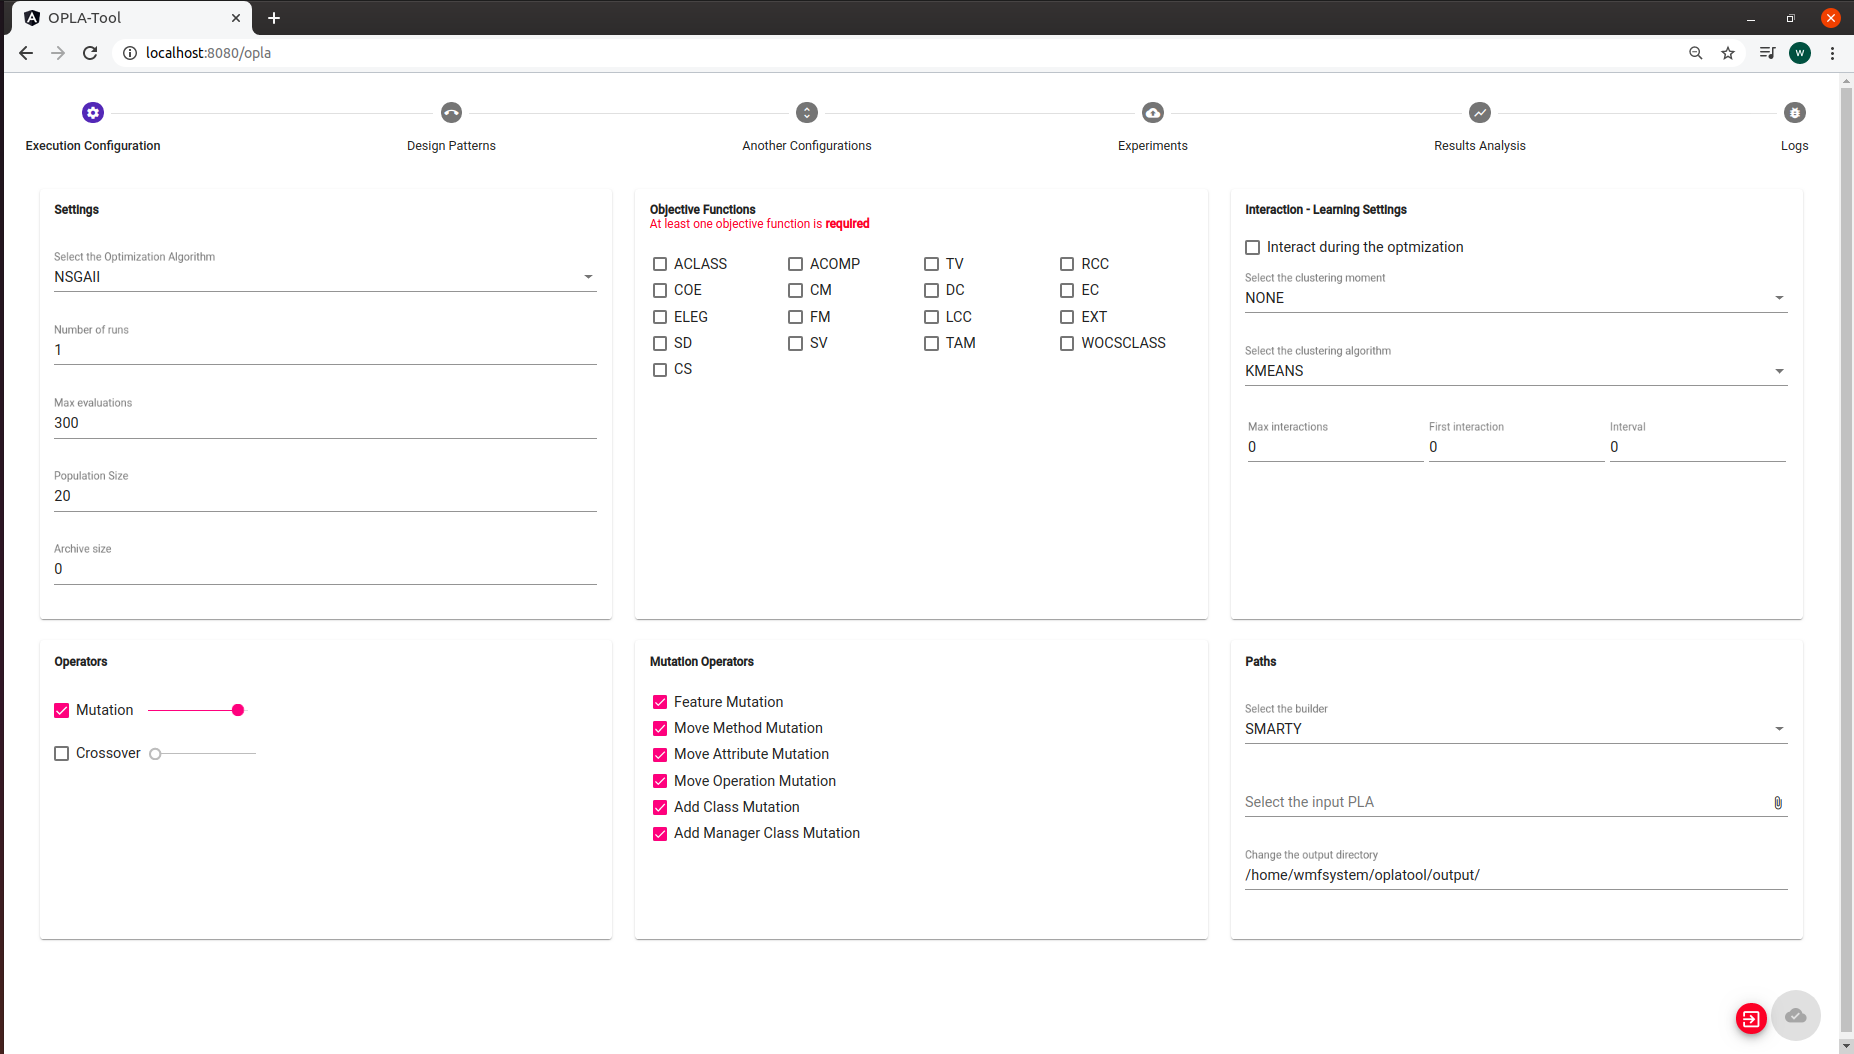 OPLA-Tool
localhost:8080/opla
W
Execution Configuration
Design Patterns
Another Configurations
Experiments
Results Analysis
Logs
Settings
Select the Optimization Algorithm
NSGAII
Number of runs
1
Max evaluations
300
Population Size
20
Archive size
0
Objective Functions
At least one objective function is required
ACLASS ACOMP TV RCC
COE CM DC EC
ELEG FM LCC EXT
SD SV TAM WOCSCLASS
CS
Interaction - Learning Settings
Interact during the optmization
Select the clustering moment
NONE
Select the clustering algorithm
KMEANS
Max interactions First interaction Interval
0 0 0
Operators
Mutation
Crossover
Mutation Operators
Feature Mutation
Move Method Mutation
Move Attribute Mutation
Move Operation Mutation
Add Class Mutation
Add Manager Class Mutation
Paths
Select the builder
SMARTY
Select the input PLA
Change the output directory
/home/wmfsystem/oplatool/output/